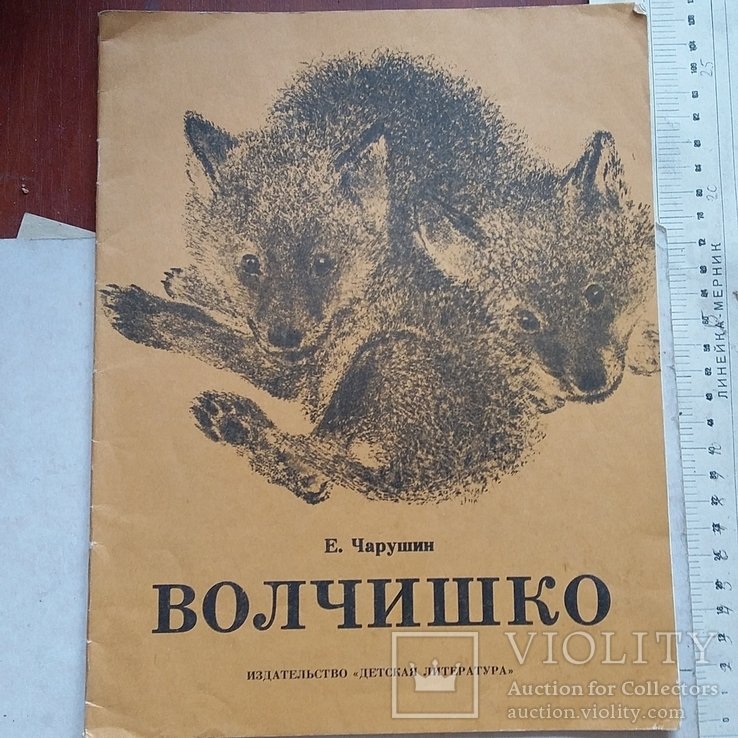 Е. Чарушин
ВОЛЧИШКО
ИЗДАТЕЛЬСТВО «ДЕТСКАЯ ЛИТЕРАТУРА»
ЛИНЕЙКА-МЕРНИК
VIOLITY
Auction for Collectors
auction.violity.com